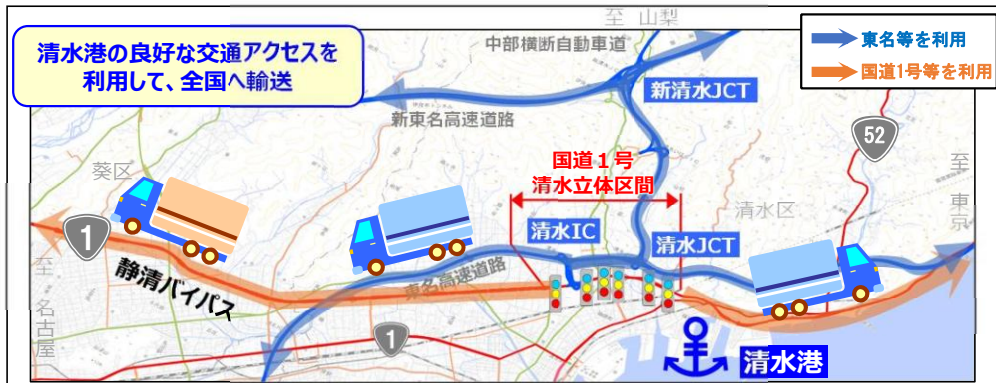 至 山梨
清水港の良好な交通アクセスを
利用して、全国へ輸送
中部横断自動車道
東名等を利用
国道1号等を利用
新清水JCT
新東名高速道路
52
国道1号
清水立体区間
葵区
清水区
至 東京
1
清水IC
清水JCT
静清バイパス
東名高速道路
至 名古屋
1
清水港